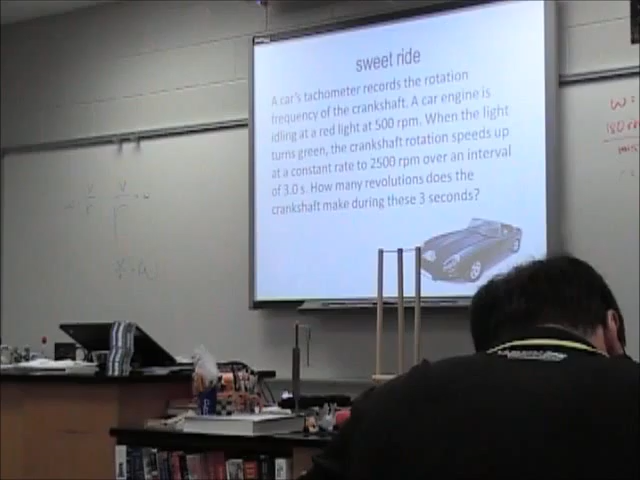 sweet ride
A car's tachometer records the rotation
frequency of the crankshaft. A car engine is
idling at a red light at 500 rpm. When the light
turns green, the crankshaft rotation speeds up
at a constant rate to 2500 rpm over an interval
of 3.0 s. How many revolutions does the
crankshaft make during these 3 seconds?